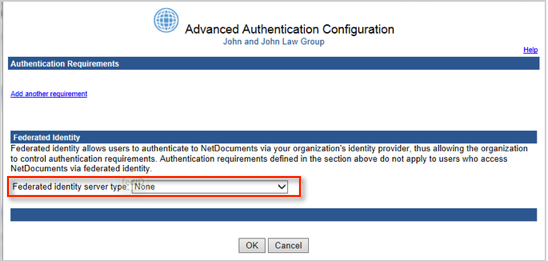 Advanced Authentication Configuration
John and John Law Group
Help
Authentication Requirements
Add another requirement
Federated Identity
Federated identity allows users to authenticate to NetDocuments via your organization's identity provider, thus allowing the organization
to control authentication requirements. Authentication requirements defined in the section above do not apply to users who access
NetDocuments via federated identity.
Federated identity server type: None
OK Cancel